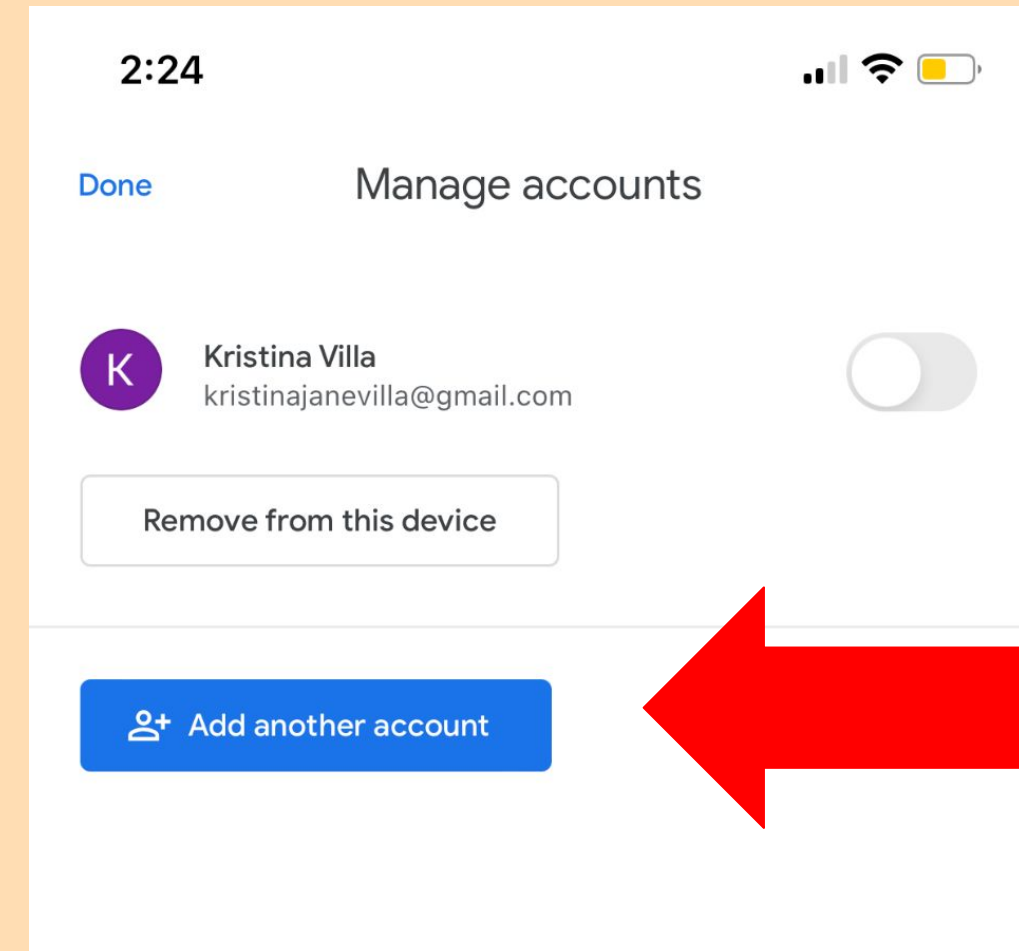 2:24
Done Manage accounts
K
Kristina Villa
kristinajanevilla@gmail.com
Remove from this device
Add another account